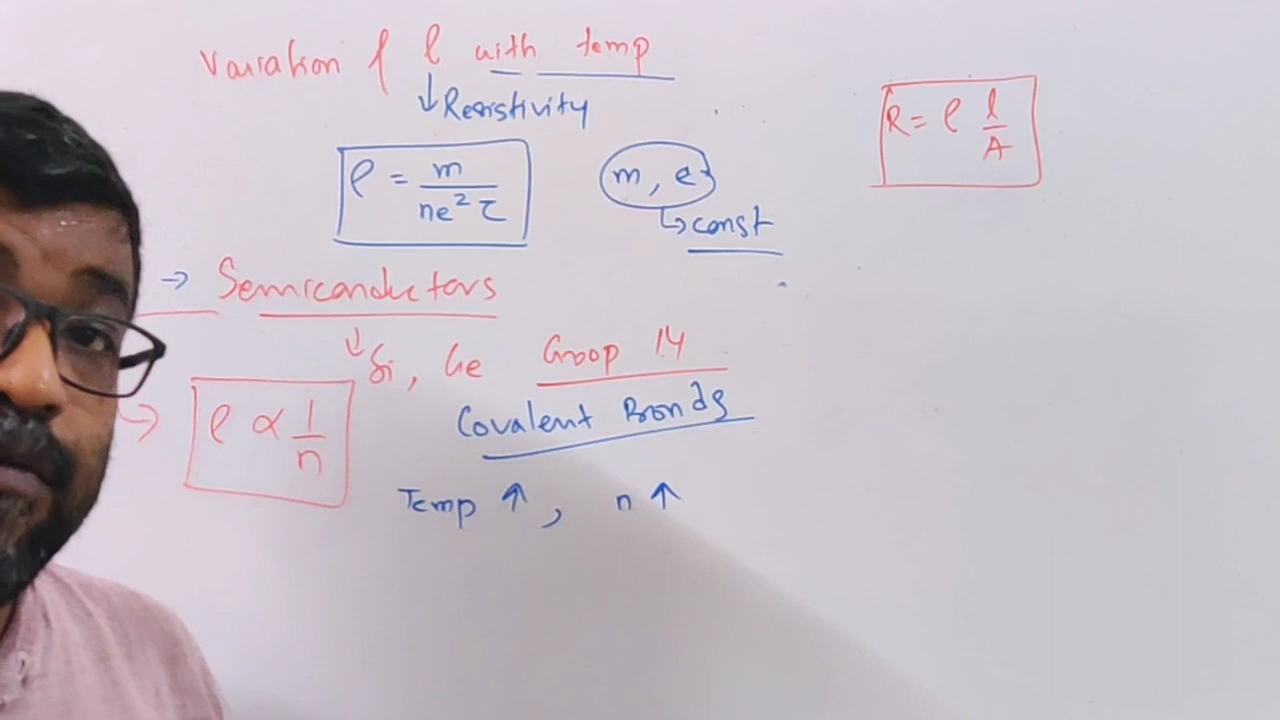 Variation of ρ with temp
↓ Resistivity
R = ρ l/A
ρ = m/ne²τ
m, e → const
→ Semiconductors
↓ Si, Ge Group 14
Covalent Bonds
→ ρ ∝ 1/n
Temp ↑, n ↑